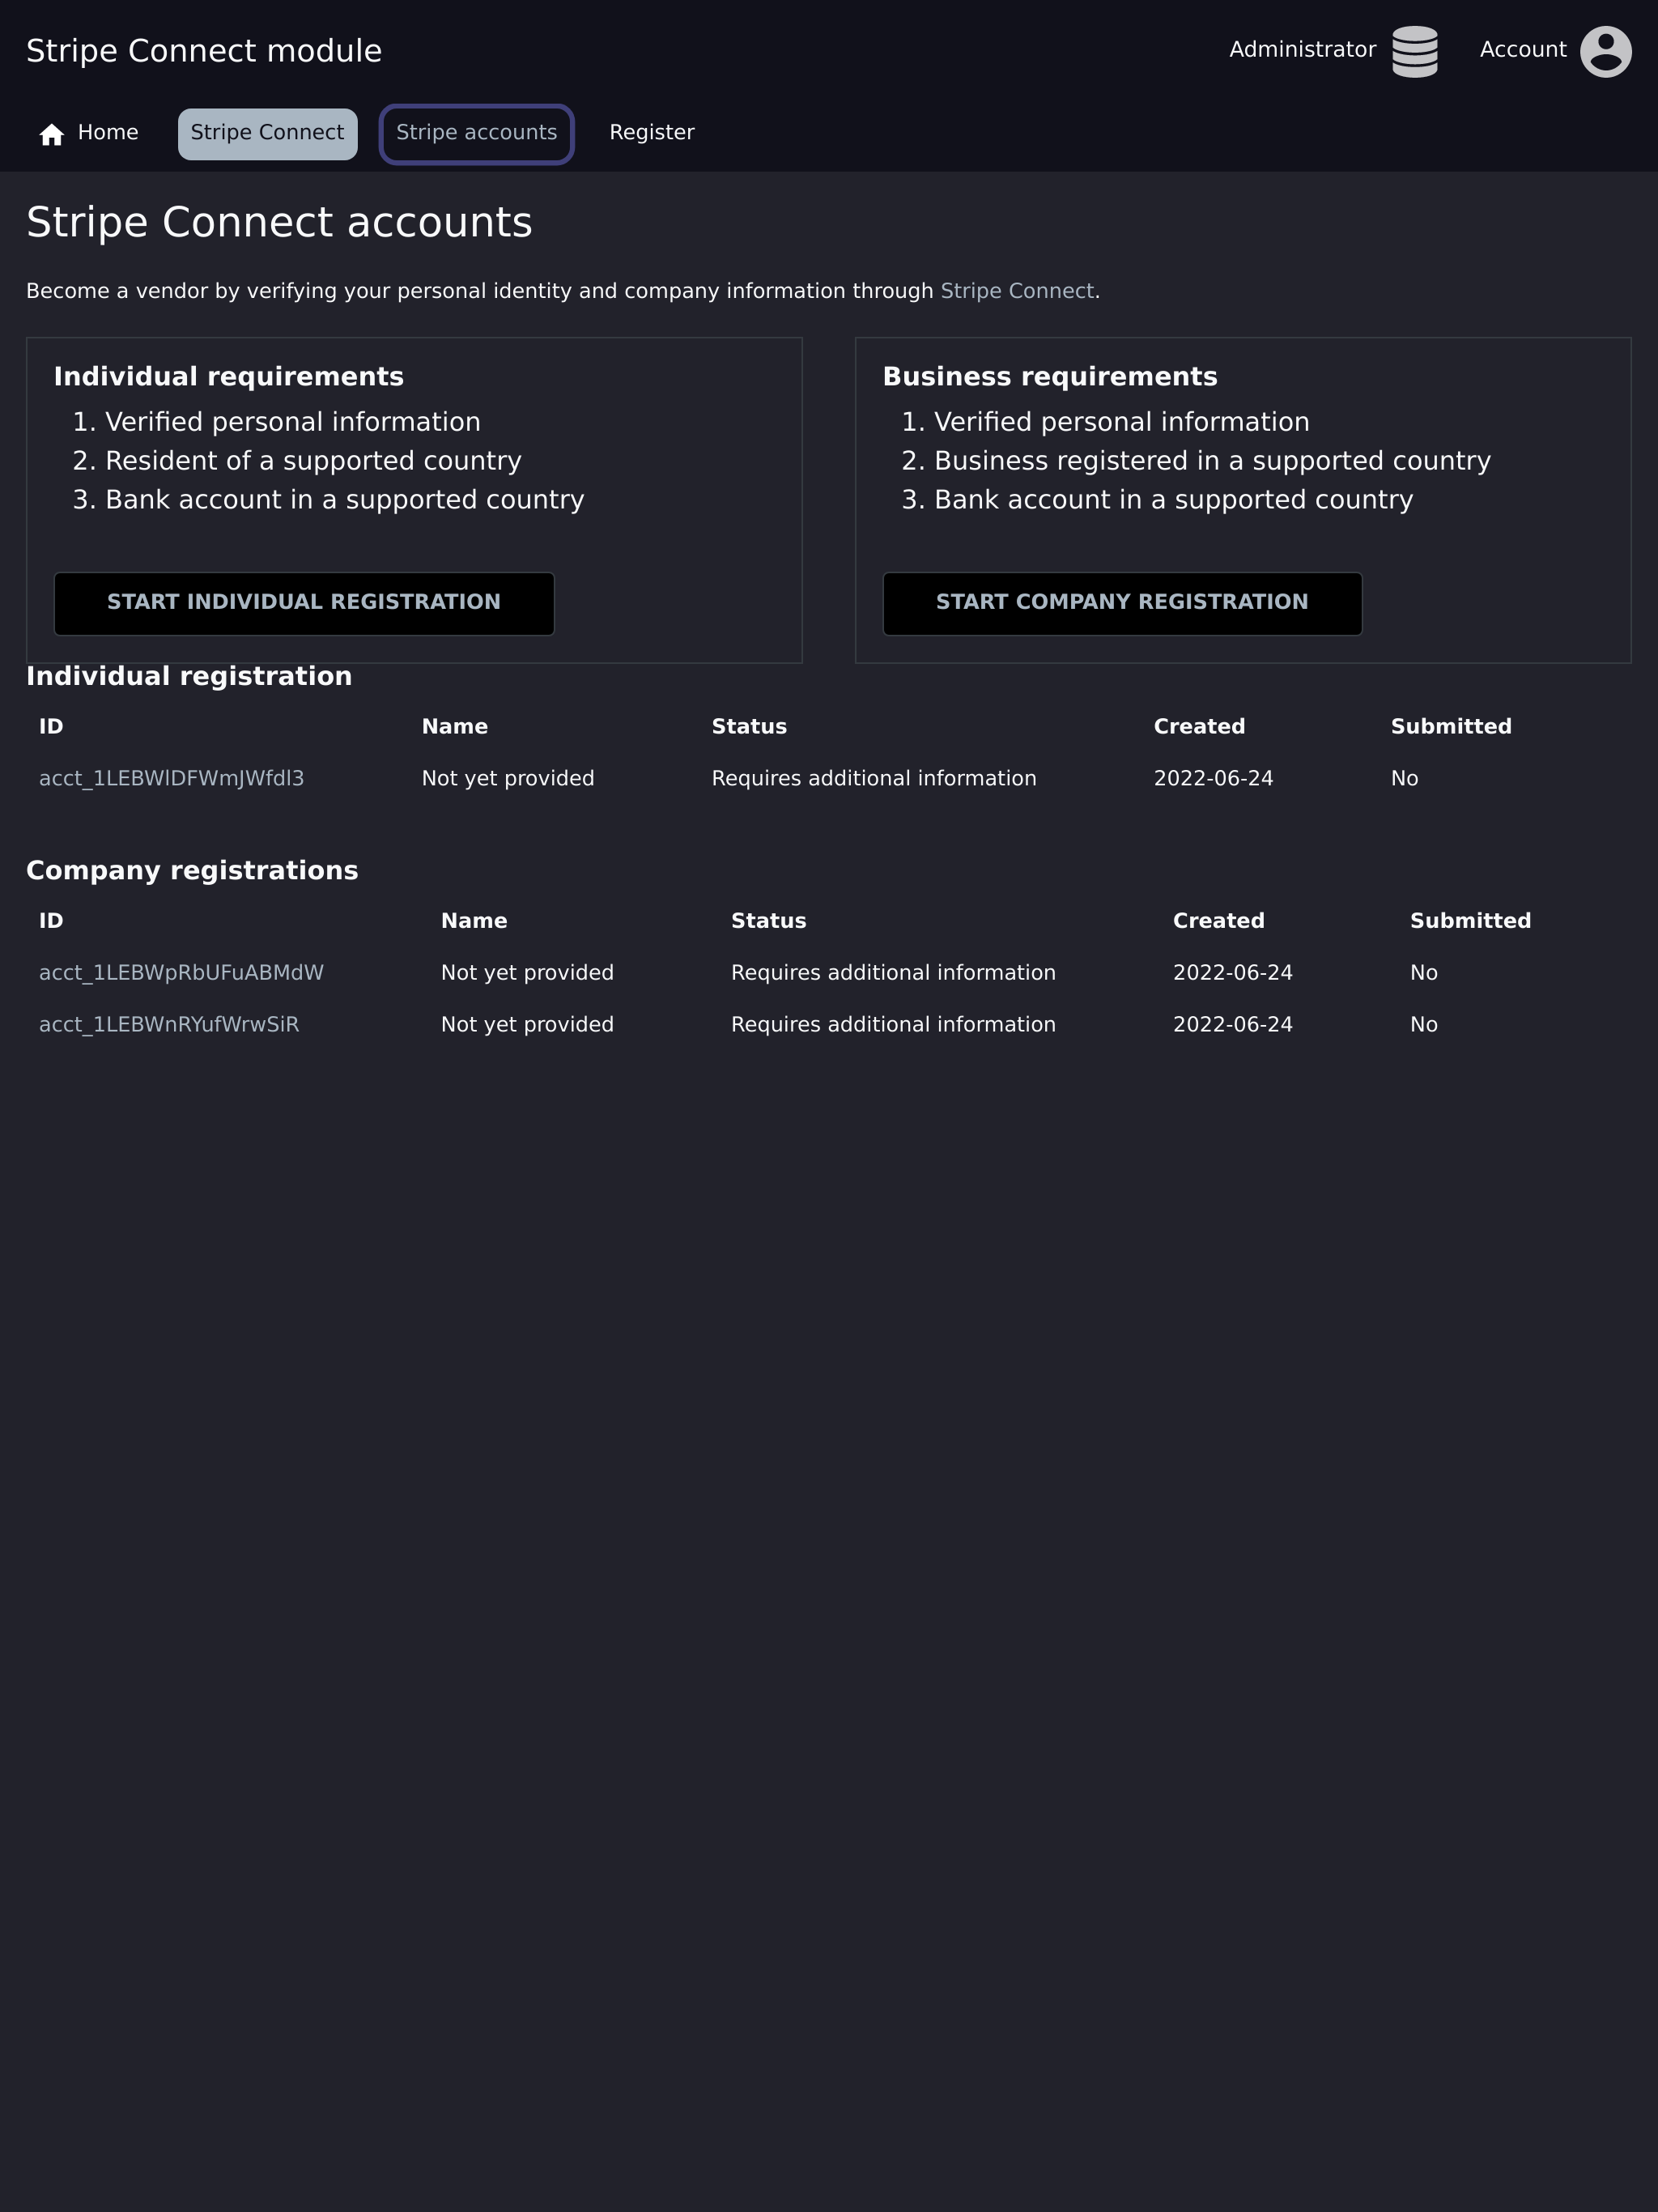 Stripe Connect module
Administrator
Account
Home
Stripe Connect
Stripe accounts
Register
Stripe Connect accounts
Become a vendor by verifying your personal identity and company information through Stripe Connect.
Individual requirements
1. Verified personal information
2. Resident of a supported country
3. Bank account in a supported country
START INDIVIDUAL REGISTRATION
Business requirements
1. Verified personal information
2. Business registered in a supported country
3. Bank account in a supported country
START COMPANY REGISTRATION
Individual registration
ID Name Status Created Submitted
acct_1LEBWlDFWmJWfdl3 Not yet provided Requires additional information 2022-06-24 No
Company registrations
ID Name Status Created Submitted
acct_1LEBWpRbUFuABMdW Not yet provided Requires additional information 2022-06-24 No
acct_1LEBWnRYufWrwSiR Not yet provided Requires additional information 2022-06-24 No